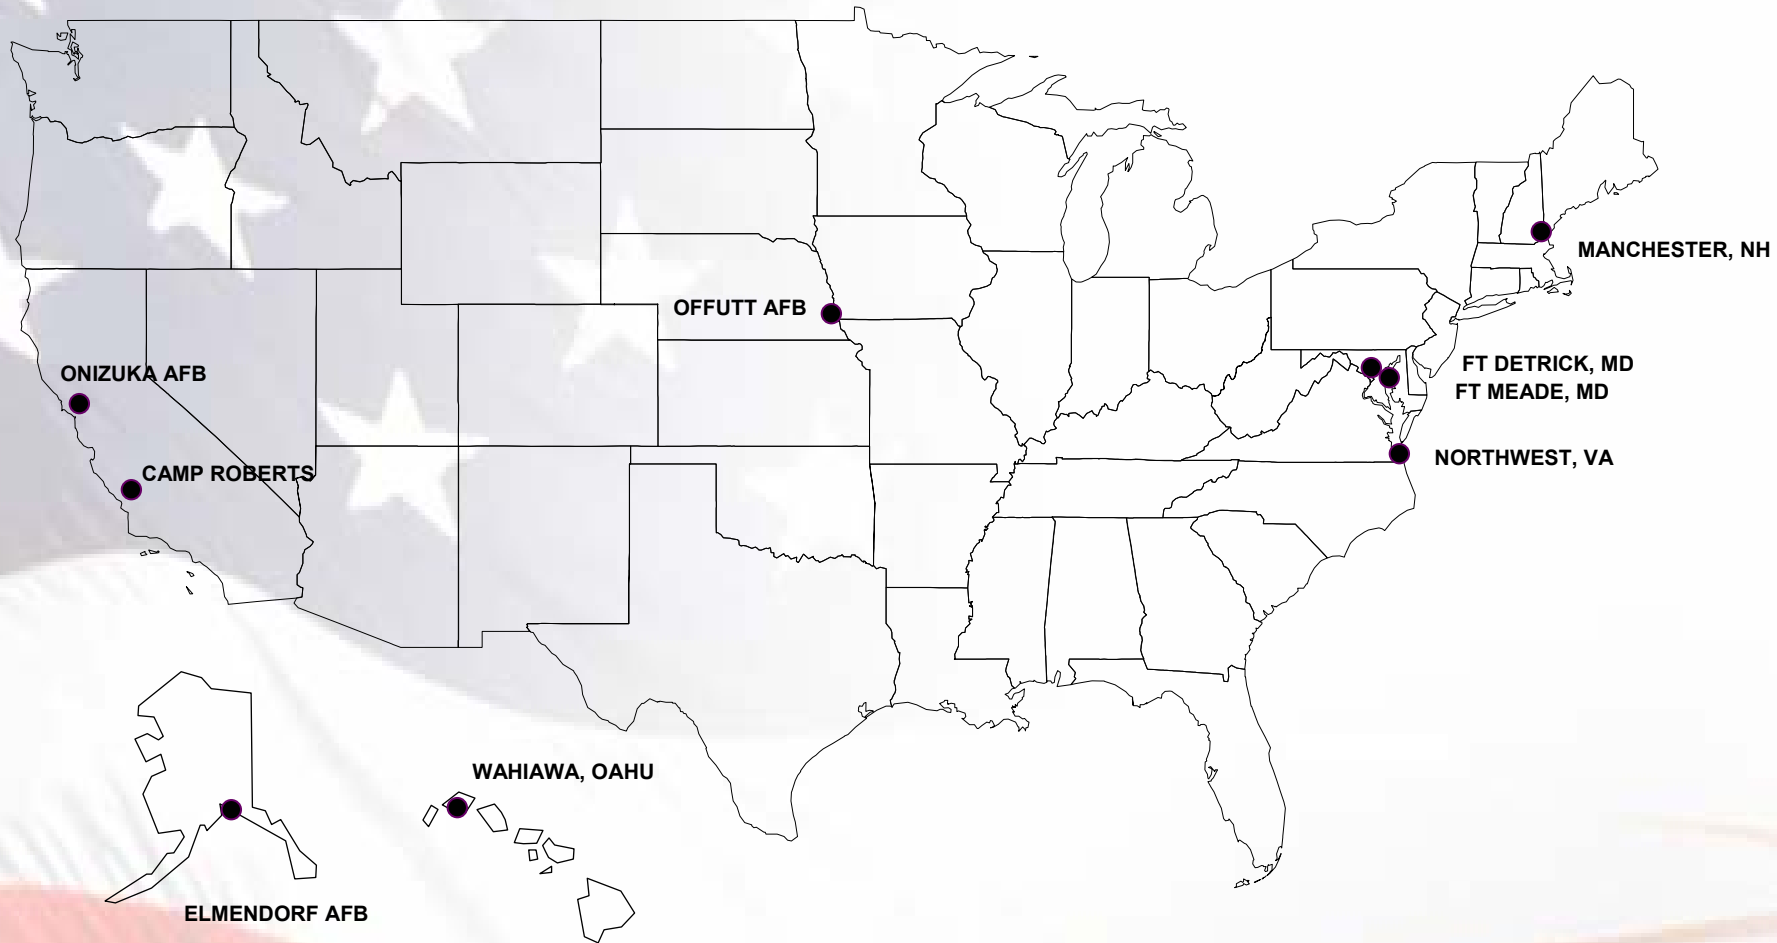 MANCHESTER, NH
OFFUTT AFB
FT DETRICK, MD
ONIZUKA AFB
FT MEADE, MD
NORTHWEST, VA
CAMP ROBERTS
WAHIAWA, OAHU
ELMENDORF AFB